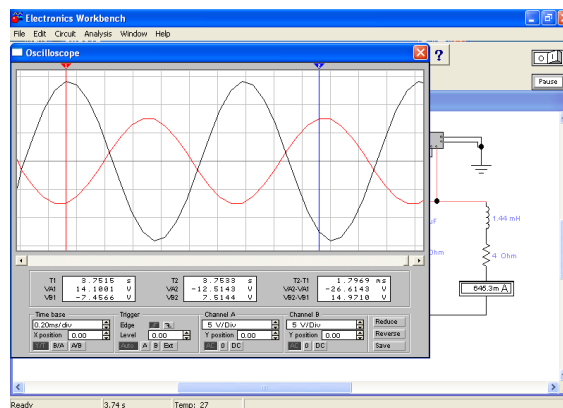 Electronics Workbench
File Edit Circuit Analysis Window Help
Oscilloscope
?
Pause
1.44 mH
4 Ohm
646.3m A
T1 3.7515 s T2 3.7533 s T2-T1 1.7969 ms
VA1 14.1001 V VA2 -12.5143 V VA2-VA1 -26.6143 V
VB1 -7.4566 V VB2 7.5144 V VB2-VB1 14.9710 V
Time base Trigger Channel A Channel B
0.20ms/div Edge 5 V/Div 5 V/Div Reduce
X position 0.00 Level 0.00 Y position 0.00 Y position 0.00 Reverse
Y/T B/A A/B Auto A B Ext AC 0 DC AC 0 DC Save
Ready 3.74 s Temp: 27